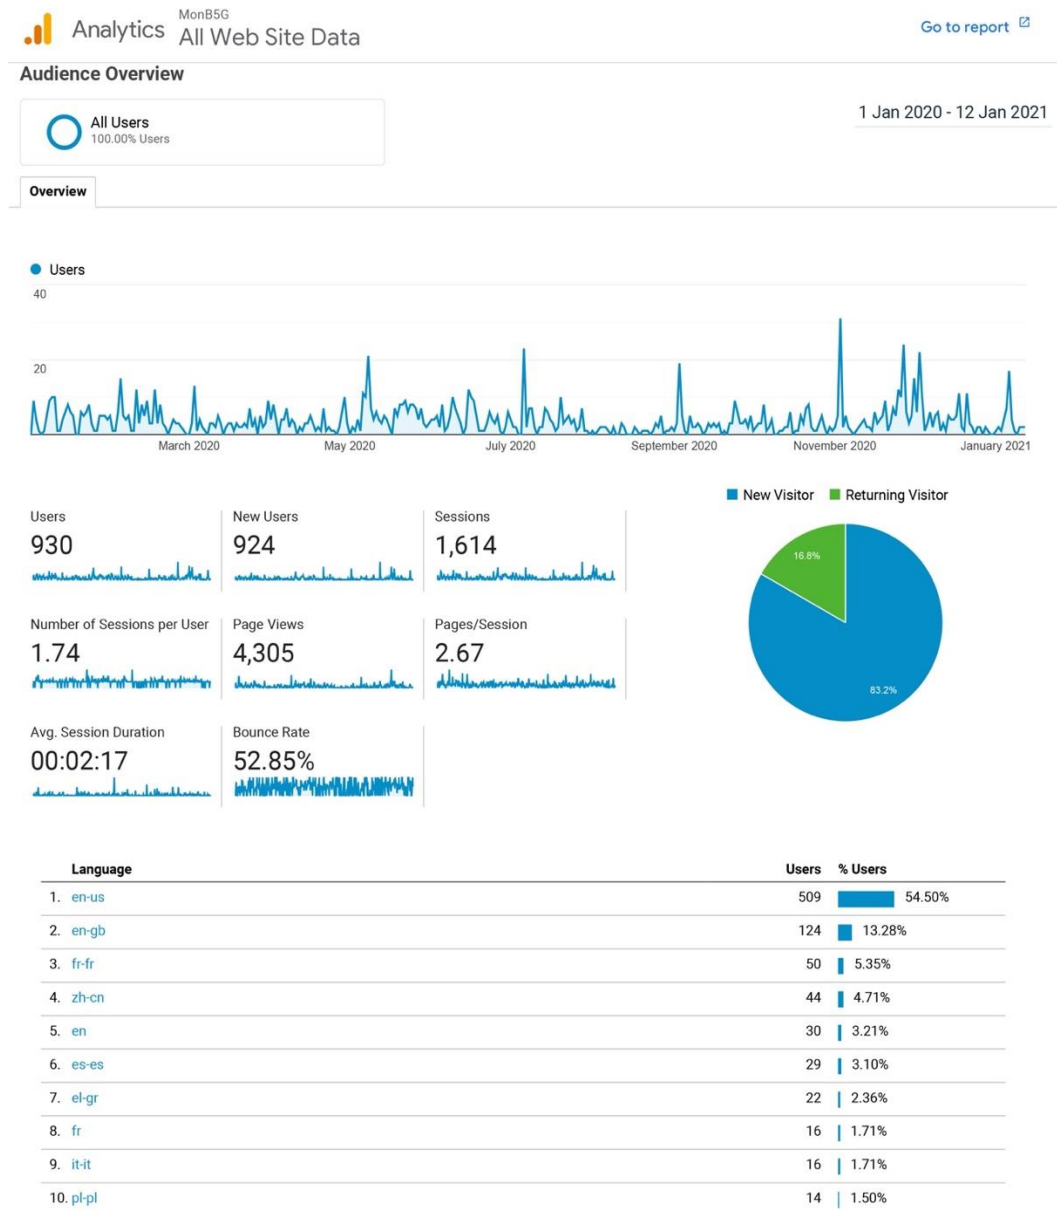 MonB5G
Analytics All Web Site Data
Go to report
Audience Overview
All Users
100.00% Users
1 Jan 2020 - 12 Jan 2021
Overview
Users
40
20
March 2020 May 2020 July 2020 September 2020 November 2020 January 2021
New Visitor Returning Visitor
16.8%
83.2%
Users New Users Sessions
930 924 1,614
Number of Sessions per User Page Views Pages/Session
1.74 4,305 2.67
Avg. Session Duration Bounce Rate
00:02:17 52.85%
Language Users % Users
1. en-us 509 54.50%
2. en-gb 124 13.28%
3. fr-fr 50 5.35%
4. zh-cn 44 4.71%
5. en 30 3.21%
6. es-es 29 3.10%
7. el-gr 22 2.36%
8. fr 16 1.71%
9. it-it 16 1.71%
10. pl-pl 14 1.50%